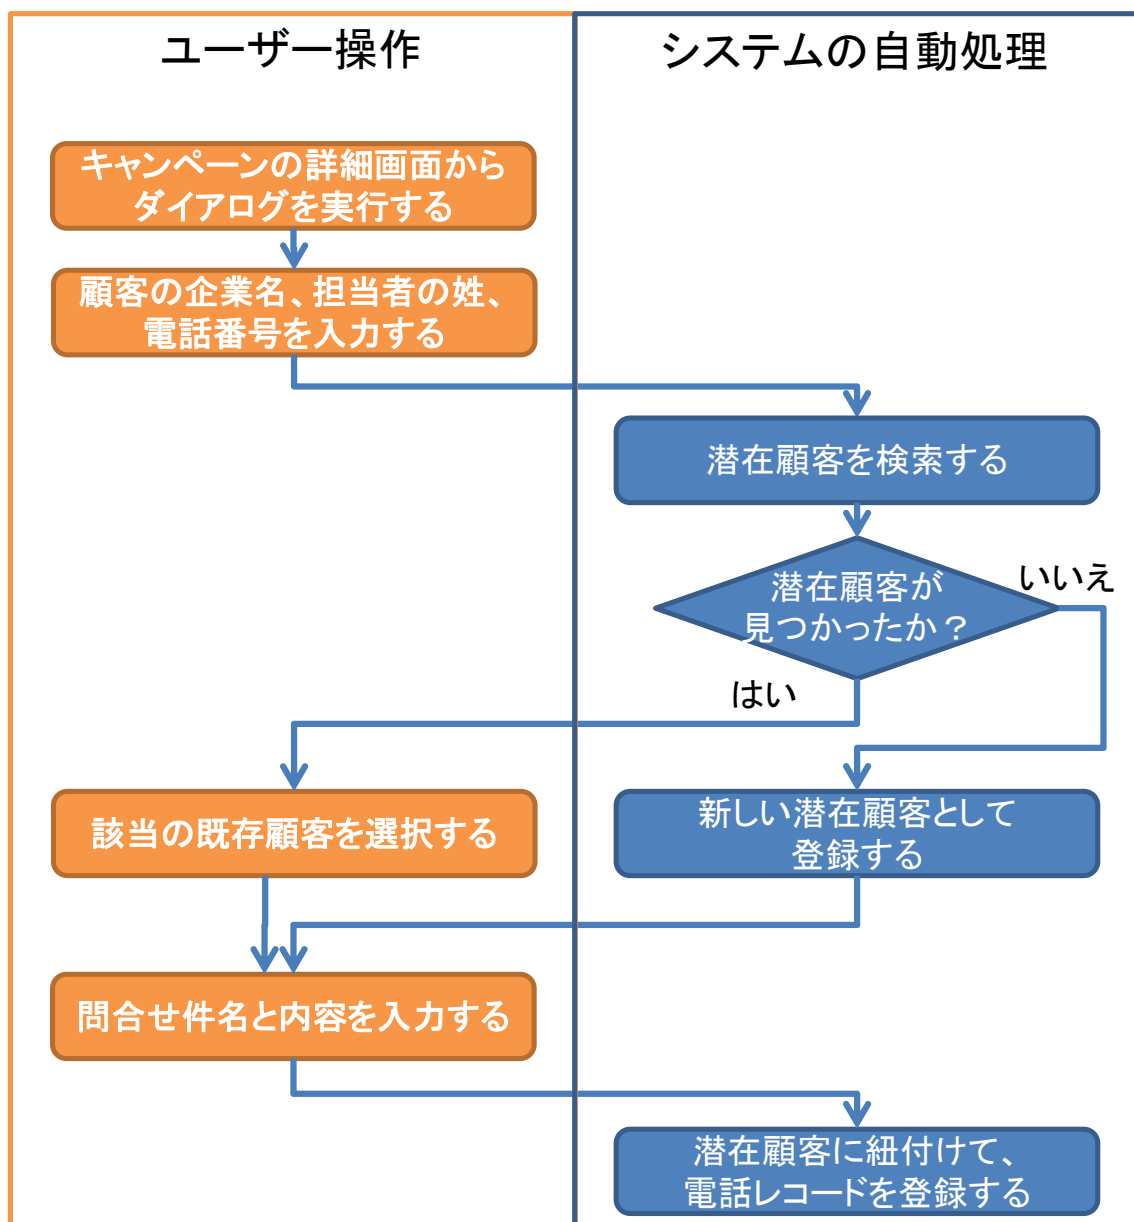 ユーザー操作
システムの自動処理
キャンペーンの詳細画面から
ダイアログを実行する
顧客の企業名、担当者の姓、
電話番号を入力する
潜在顧客を検索する
潜在顧客が
見つかったか？
いいえ
はい
該当の既存顧客を選択する
新しい潜在顧客として
登録する
問合せ件名と内容を入力する
潜在顧客に紐付けて、
電話レコードを登録する